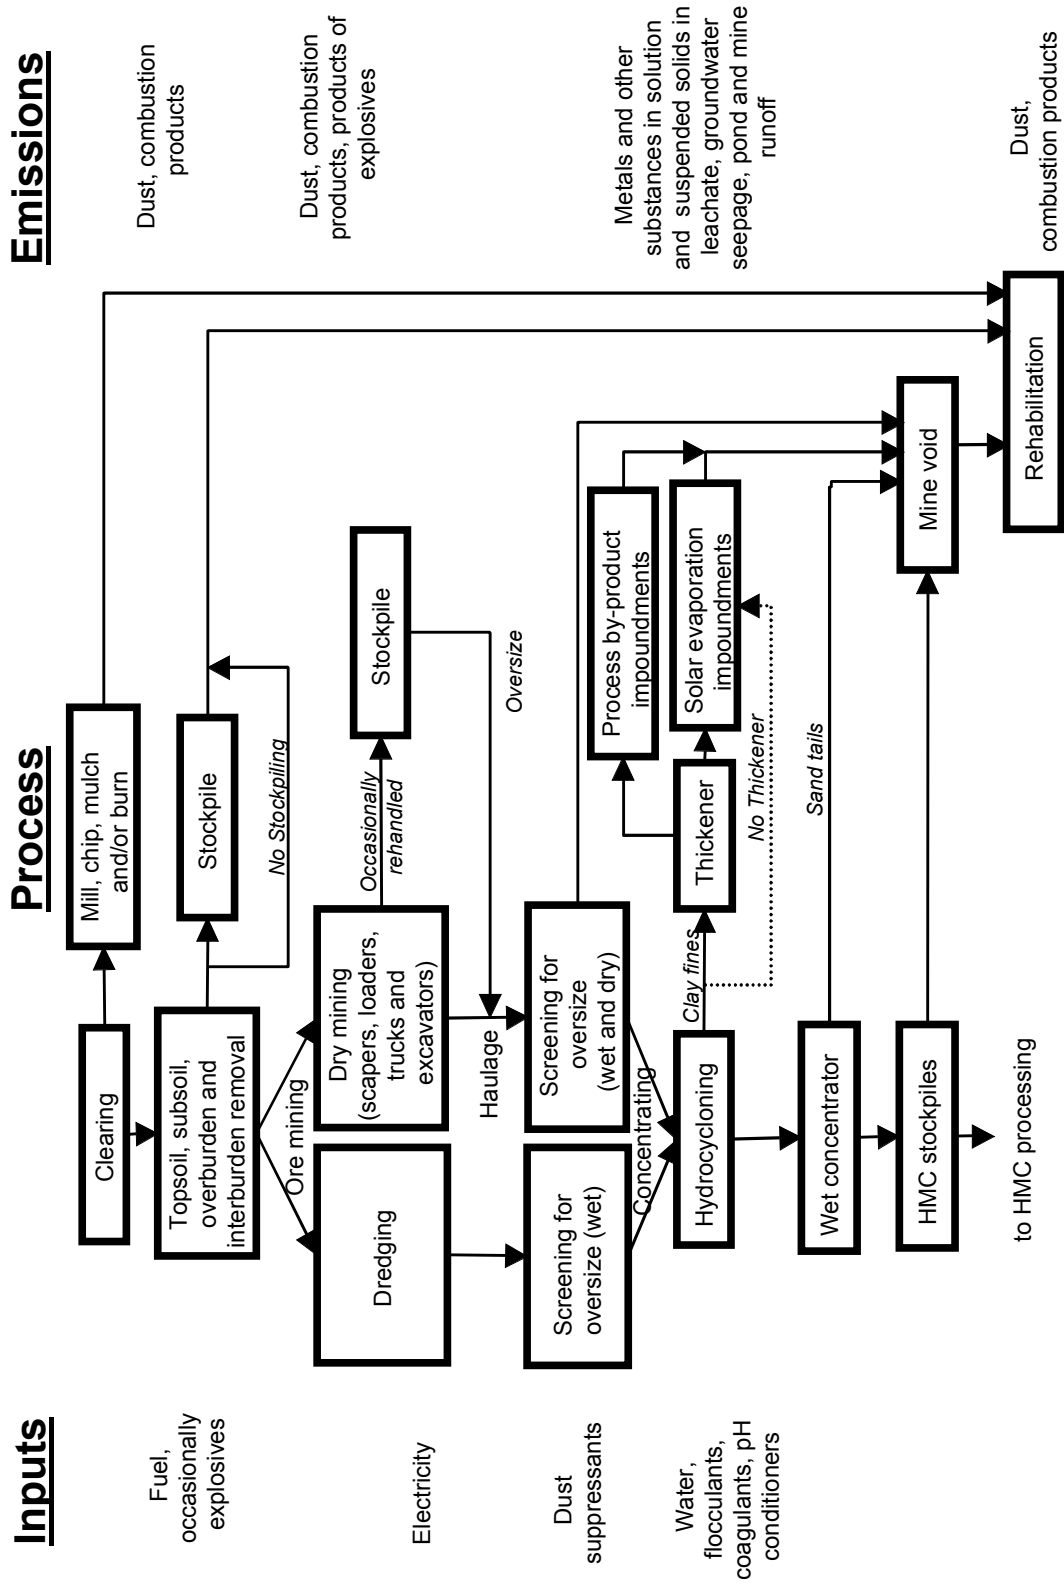 Inputs
Process
Emissions
Fuel,
occasionally
explosives
Electricity
Dust
suppressants
Water,
flocculants,
coagulants, pH
conditioners
Clearing
Mill, chip, mulch
and/or burn
Topsoil, subsoil,
overburden and
interburden removal
Stockpile
No Stockpiling
Ore mining
Dredging
Dry mining
(scapers, loaders,
trucks and
excavators)
Occasionally
rehandled
Stockpile
Haulage
Oversize
Screening for
oversize (wet)
Screening for
oversize
(wet and dry)
Concentrating
Hydrocycloning
Clay fines
Thickener
No Thickener
Process by-product
impoundments
Solar evaporation
impoundments
Wet concentrator
Sand tails
HMC stockpiles
Mine void
to HMC processing
Rehabilitation
Dust, combustion
products
Dust, combustion
products, products of
explosives
Metals and other
substances in solution
and suspended solids in
leachate, groundwater
seepage, pond and mine
runoff
Dust,
combustion products